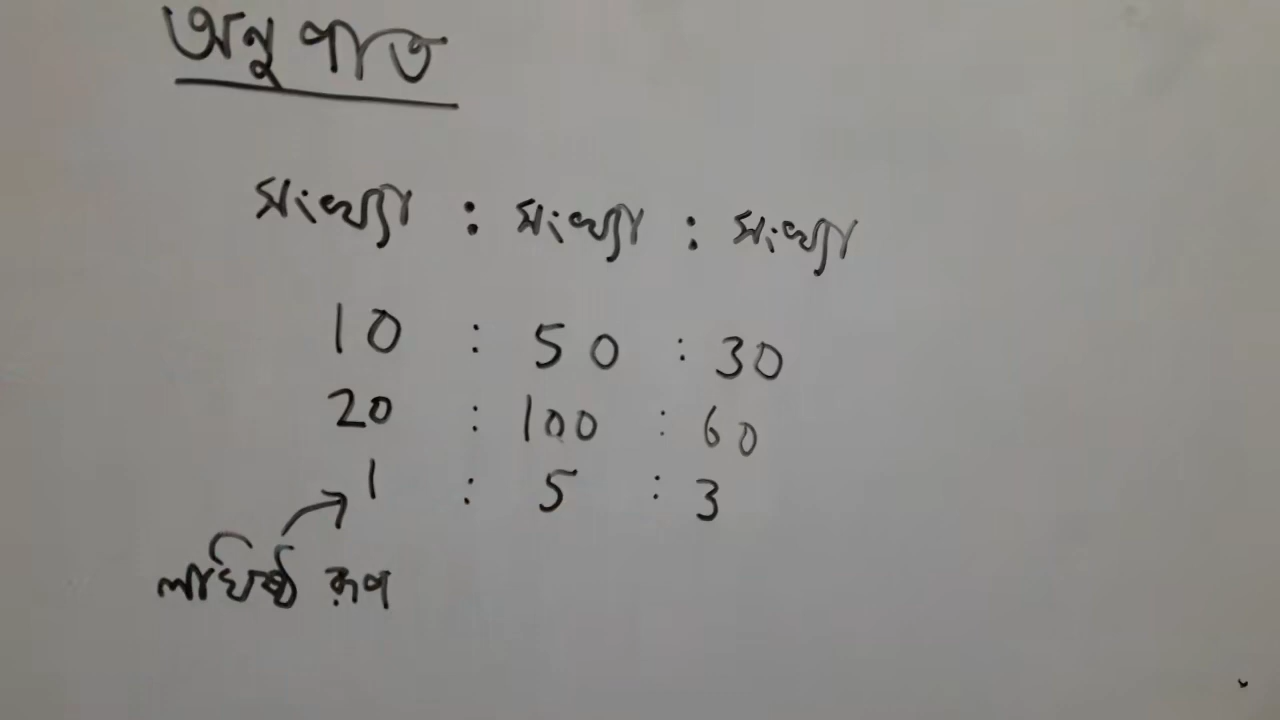 অনুপাত
সংখ্যা : সংখ্যা : সংখ্যা
10 : 50 : 30
20 : 100 : 60
1 : 5 : 3
লঘিষ্ঠ রূপ